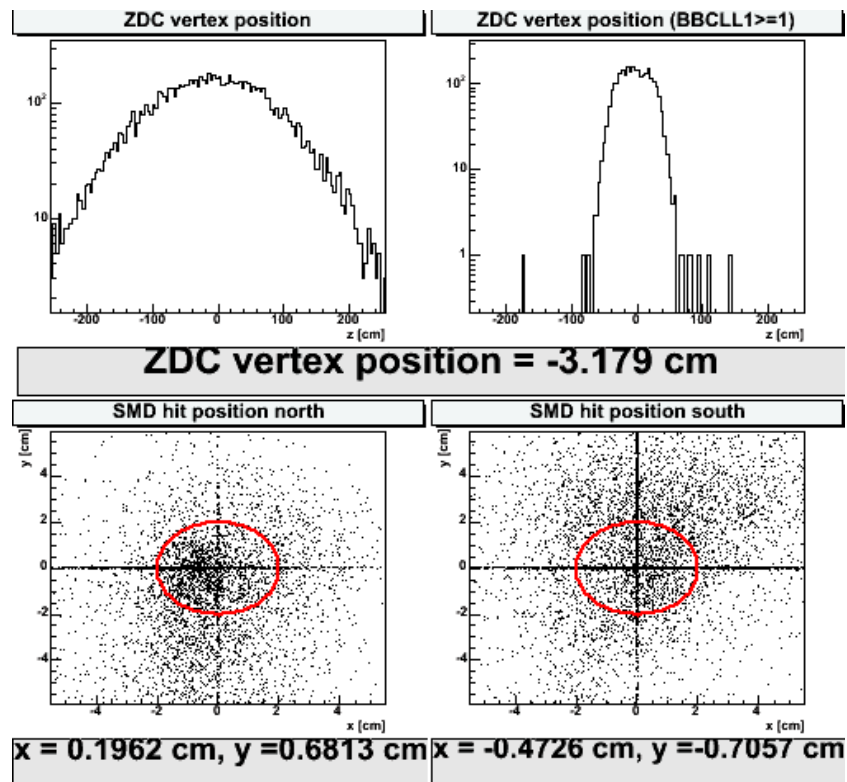 ZDC vertex position
ZDC vertex position (BBCLL1>=1)
10²
10
-200 -100 0 100 200
z [cm]
10²
10
1
-200 -100 0 100 200
z [cm]
ZDC vertex position = -3.179 cm
SMD hit position north
SMD hit position south
y [cm]
4
2
0
-2
-4
-4 -2 0 2 4
x [cm]
y [cm]
4
2
0
-2
-4
-4 -2 0 2 4
x [cm]
x = 0.1962 cm, y =0.6813 cm
x = -0.4726 cm, y =-0.7057 cm